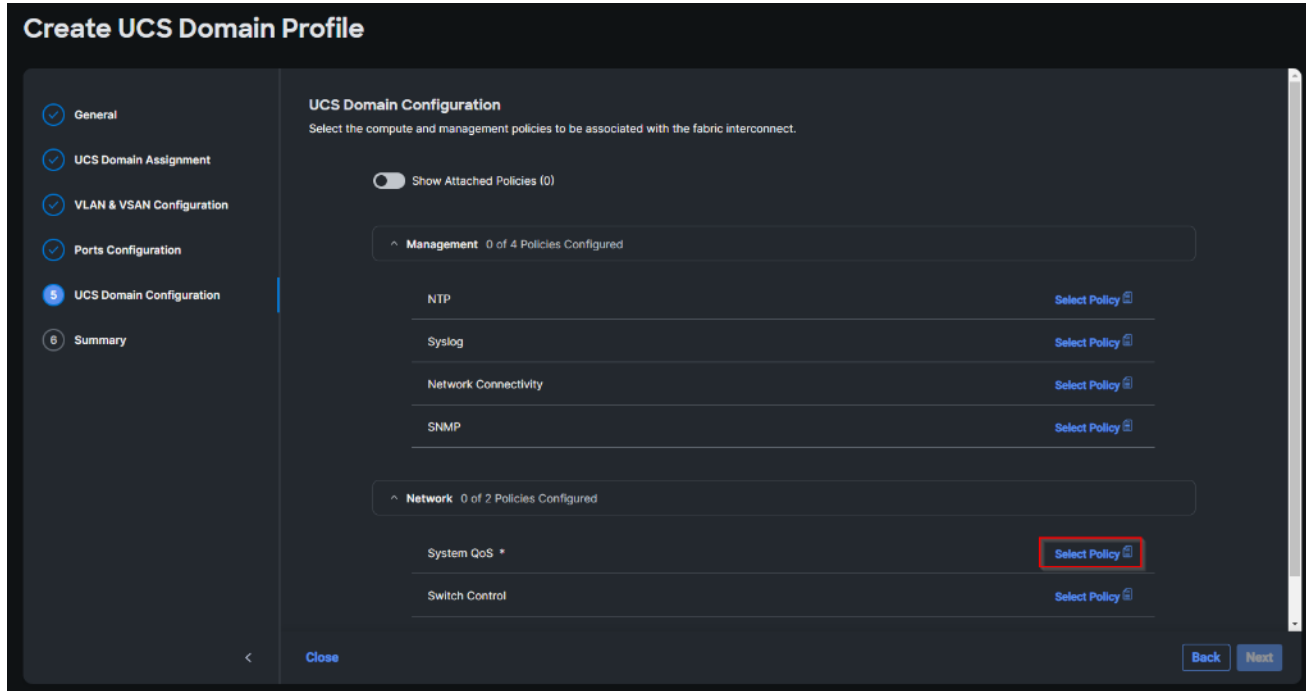 Create UCS Domain Profile
General
UCS Domain Assignment
VLAN & VSAN Configuration
Ports Configuration
5 UCS Domain Configuration
6 Summary
UCS Domain Configuration
Select the compute and management policies to be associated with the fabric interconnect.
Show Attached Policies (0)
Management 0 of 4 Policies Configured
NTP Select Policy
Syslog Select Policy
Network Connectivity Select Policy
SNMP Select Policy
Network 0 of 2 Policies Configured
System QoS * Select Policy
Switch Control Select Policy
Close Back Next